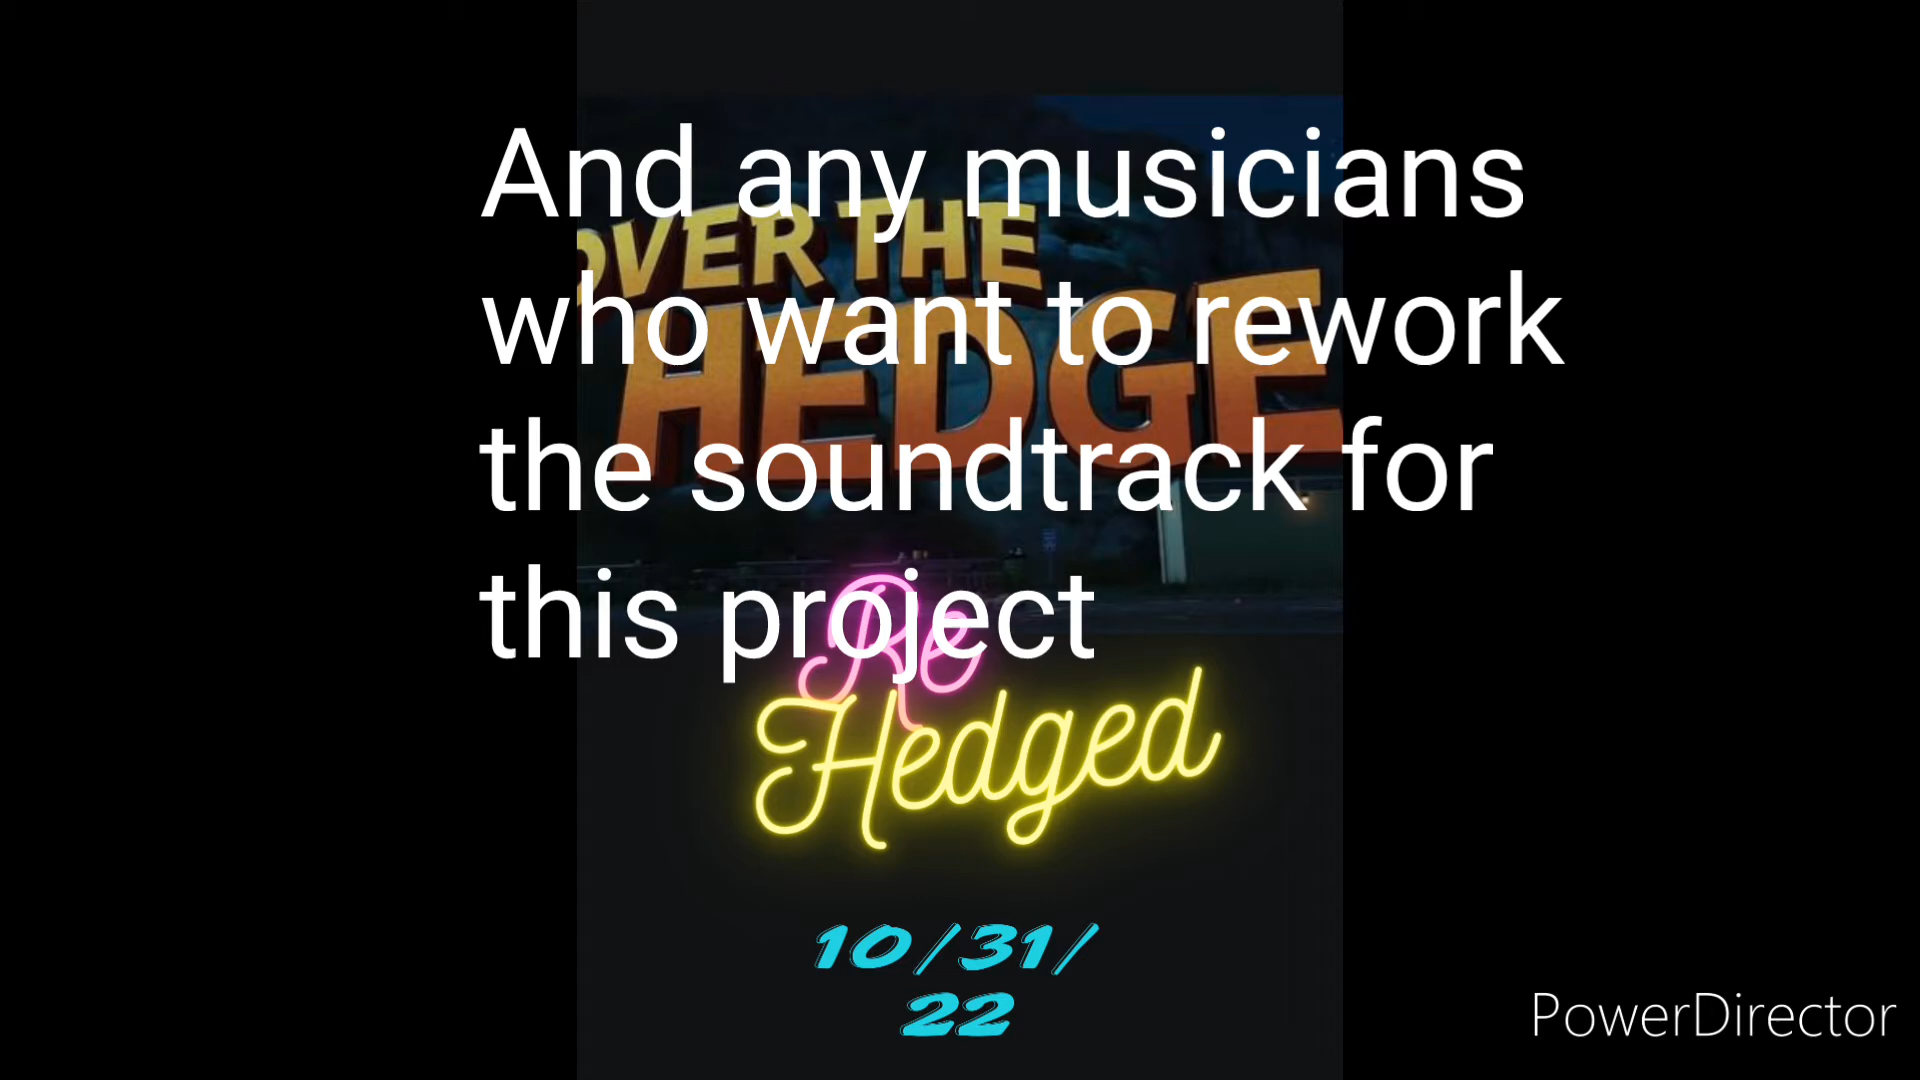 And any musicians
who want to rework
the soundtrack for
this project
OVER THE
HEDGE
Re
Hedged
10/31/
22
PowerDirector